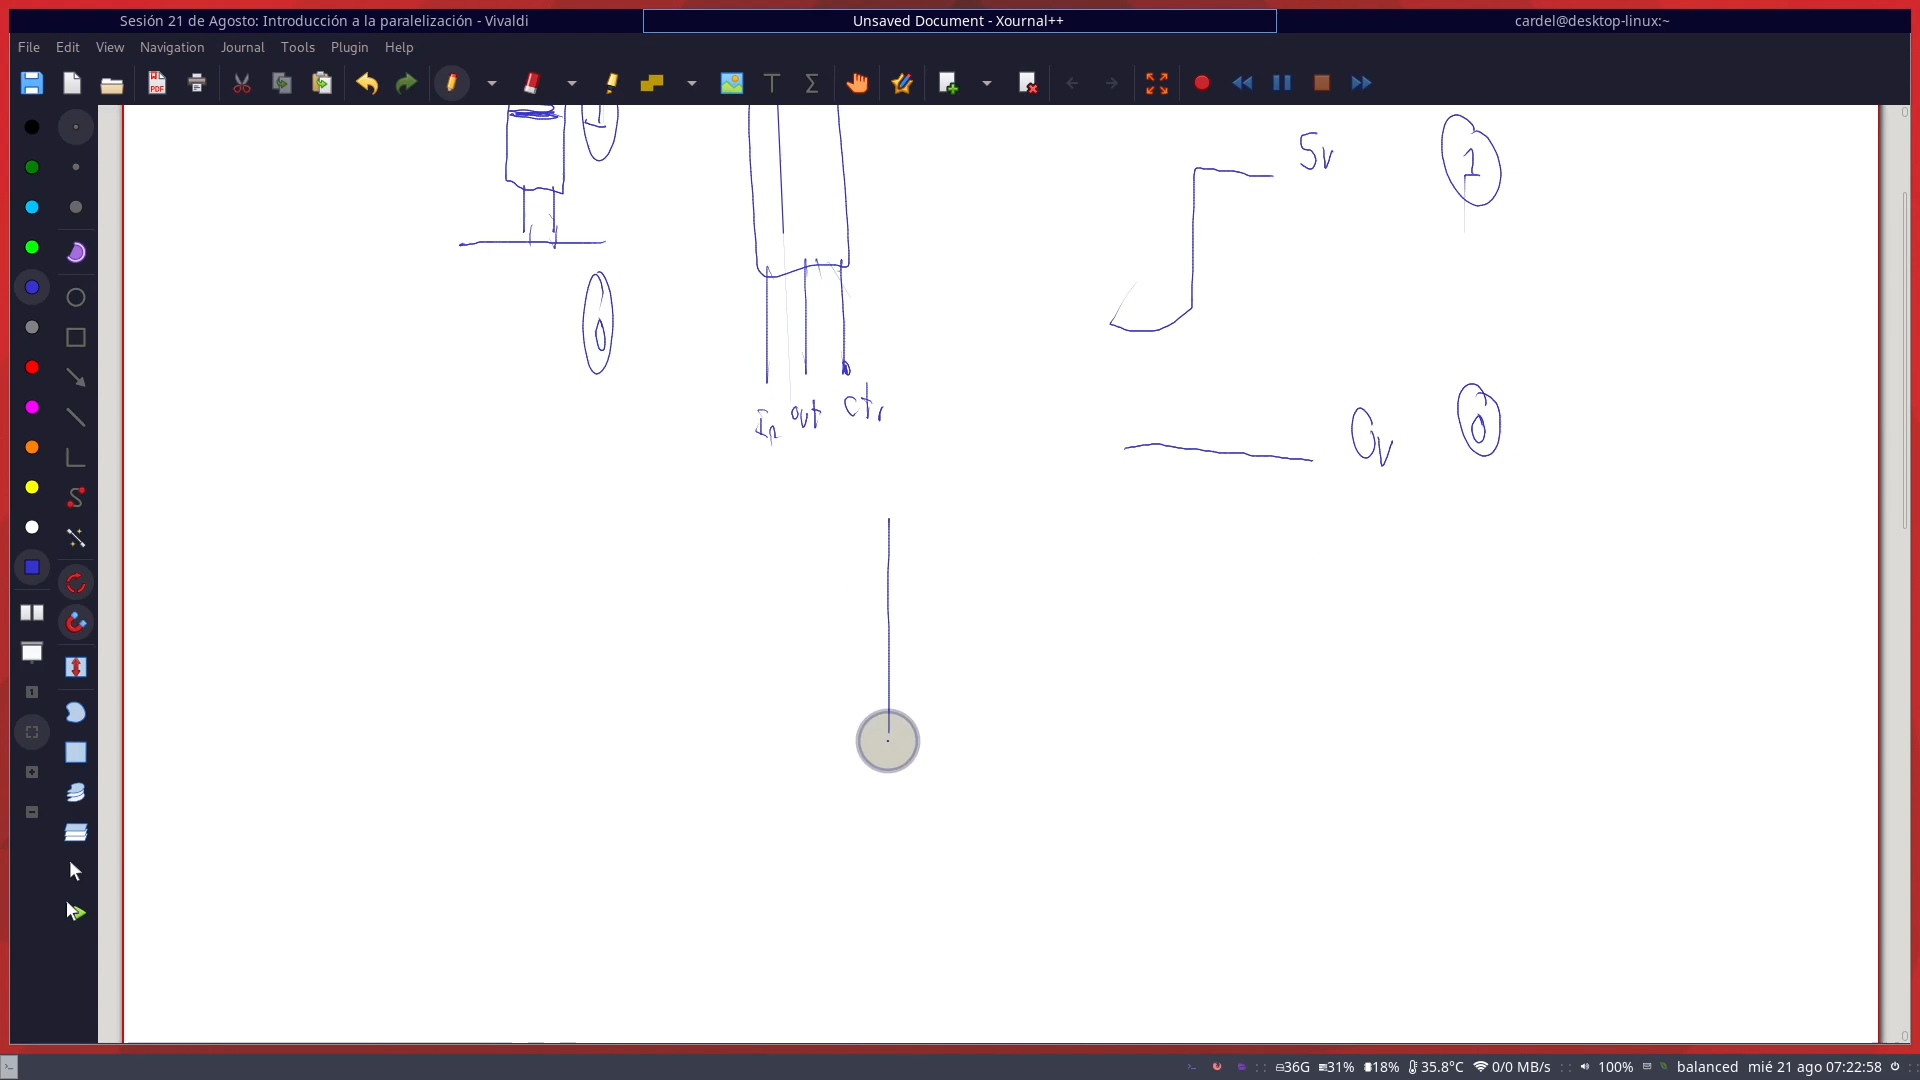 Sesión 21 de Agosto: Introducción a la paralelización - Vivaldi
Unsaved Document - Xournal++
cardel@desktop-linux:~
File Edit View Navigation Journal Tools Plugin Help
1
5v
1
0
In out ctr
0v
0
36G 31% 18% 35.8°C 0/0 MB/s 100% balanced mié 21 ago 07:22:58